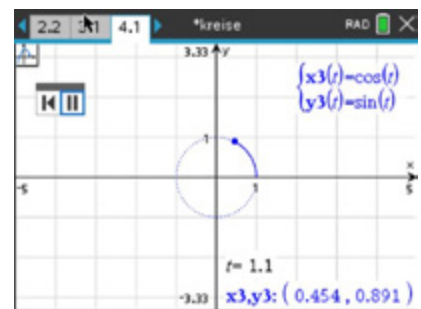 2.2 3.1 4.1 *kreise RAD
3.33 y
x3(t)=cos(t)
y3(t)=sin(t)
1
x
-5 1 5
t= 1.1
-3.33 x3,y3: ( 0.454 , 0.891 )